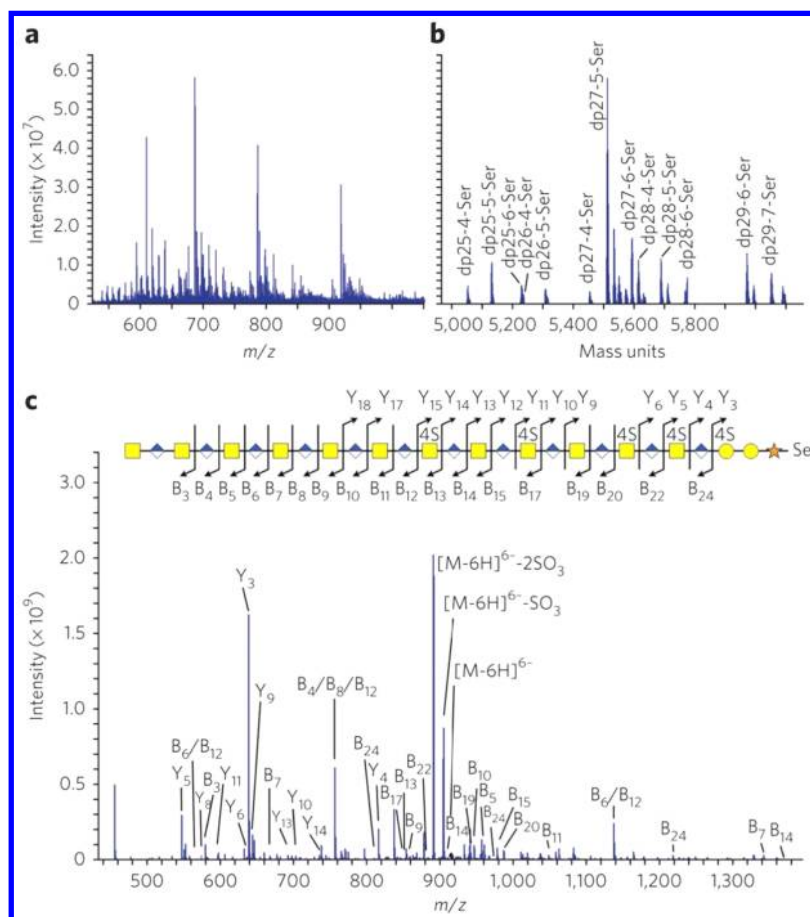 a
6.0
5.0
4.0
3.0
2.0
1.0
0
Intensity (× 10⁷)
600 700 800 900
m/z
b
dp25-4-Ser
dp25-5-Ser
dp25-6-Ser
dp26-4-Ser
dp26-5-Ser
dp27-4-Ser
dp27-5-Ser
dp27-6-Ser
dp28-4-Ser
dp28-5-Ser
dp28-6-Ser
dp29-6-Ser
dp29-7-Ser
5,000 5,200 5,400 5,600 5,800
Mass units
c
Y₁₈ Y₁₇ Y₁₅ Y₁₄ Y₁₃ Y₁₂ Y₁₁ Y₁₀ Y₉ Y₆ Y₅ Y₄ Y₃
4S 4S 4S 4S 4S
Se
B₃ B₄ B₅ B₆ B₇ B₈ B₉ B₁₀ B₁₁ B₁₂ B₁₃ B₁₄ B₁₅ B₁₇ B₁₉ B₂₀ B₂₂ B₂₄
3.0
2.0
1.5
1.0
0.5
0
Intensity (× 10⁹)
[M-6H]⁶⁻-2SO₃
[M-6H]⁶⁻-SO₃
[M-6H]⁶⁻
Y₃
Y₉
B₄/B₈/B₁₂
B₆/B₁₂
Y₅
Y₈
B₃
Y₁₁
Y₆
B₇
Y₁₃
Y₁₀
Y₁₄
B₂₄
Y₄
B₁₇
B₁₃
B₉
B₂₂
B₁₄
B₁₉
B₁₀
B₅
B₂₄
B₁₅
B₂₀
B₁₁
B₆/B₁₂
B₂₄
B₇
B₁₄
500 600 700 800 900 1,000 1,100 1,200 1,300
m/z